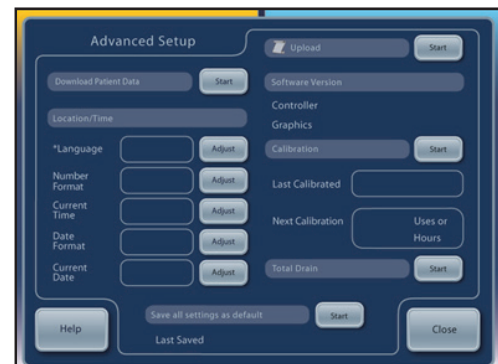 Advanced Setup
Download Patient Data
Start
Location/Time
*Language
Adjust
Number
Format
Adjust
Current
Time
Adjust
Date
Format
Adjust
Current
Date
Adjust
Upload
Start
Software Version
Controller
Graphics
Calibration
Start
Last Calibrated
Next Calibration
Uses or
Hours
Total Drain
Start
Help
Save all settings as default
Start
Last Saved
Close